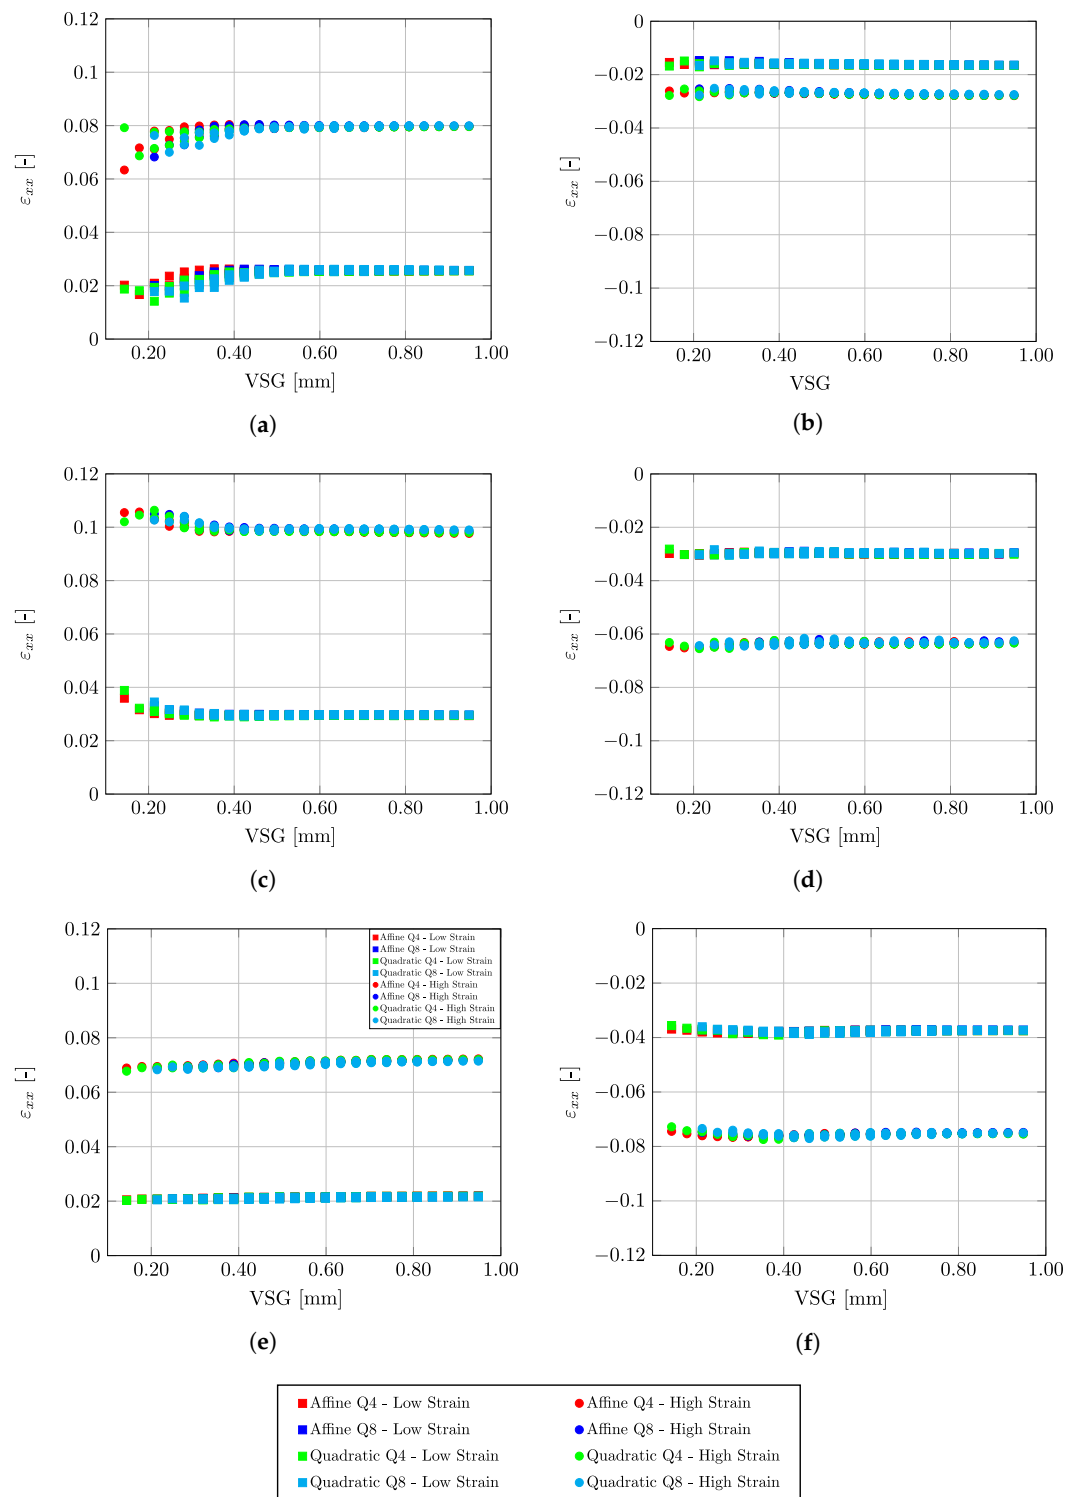 0.12
0.1
0.08
0.06
0.04
0.02
0
εxx [-]
0.20 0.40 0.60 0.80 1.00
VSG [mm]
(a)
0
−0.02
−0.04
−0.06
−0.08
−0.1
−0.12
εxx [-]
0.20 0.40 0.60 0.80 1.00
VSG
(b)
0.12
0.1
0.08
0.06
0.04
0.02
0
εxx [-]
0.20 0.40 0.60 0.80 1.00
VSG [mm]
(c)
0
−0.02
−0.04
−0.06
−0.08
−0.1
−0.12
εxx [-]
0.20 0.40 0.60 0.80 1.00
VSG [mm]
(d)
0.12
0.1
0.08
0.06
0.04
0.02
0
εxx [-]
Affine Q4 - Low Strain
Affine Q8 - Low Strain
Quadratic Q4 - Low Strain
Quadratic Q8 - Low Strain
Affine Q4 - High Strain
Affine Q8 - High Strain
Quadratic Q4 - High Strain
Quadratic Q8 - High Strain
0.20 0.40 0.60 0.80 1.00
VSG [mm]
(e)
0
−0.02
−0.04
−0.06
−0.08
−0.1
−0.12
εxx [-]
0.20 0.40 0.60 0.80 1.00
VSG [mm]
(f)
Affine Q4 - Low Strain Affine Q4 - High Strain
Affine Q8 - Low Strain Affine Q8 - High Strain
Quadratic Q4 - Low Strain Quadratic Q4 - High Strain
Quadratic Q8 - Low Strain Quadratic Q8 - High Strain